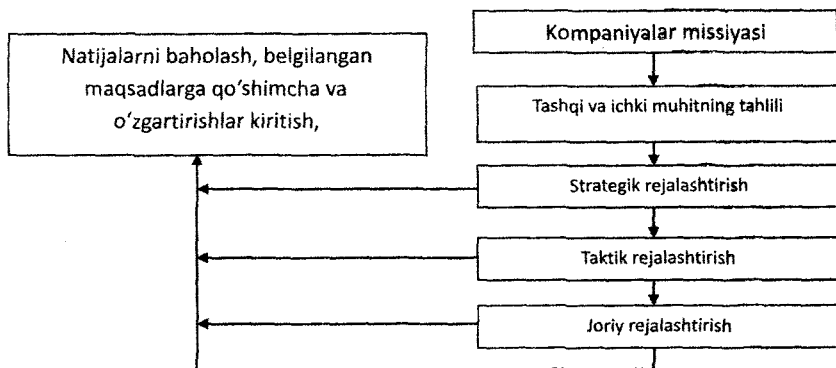 Kompaniyalar missiyasi
Natijalarni baholash, belgilangan
maqsadlarga qo‘shimcha va
o‘zgartirishlar kiritish,
Tashqi va ichki muhitning tahlili
Strategik rejalashtirish
Taktik rejalashtirish
Joriy rejalashtirish